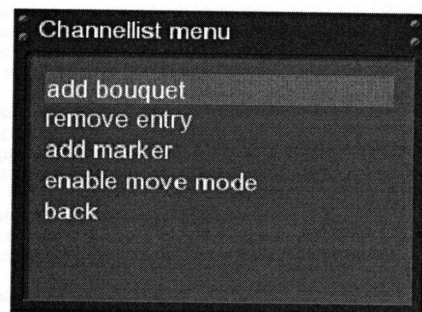 Channellist menu
add bouquet
remove entry
add marker
enable move mode
back